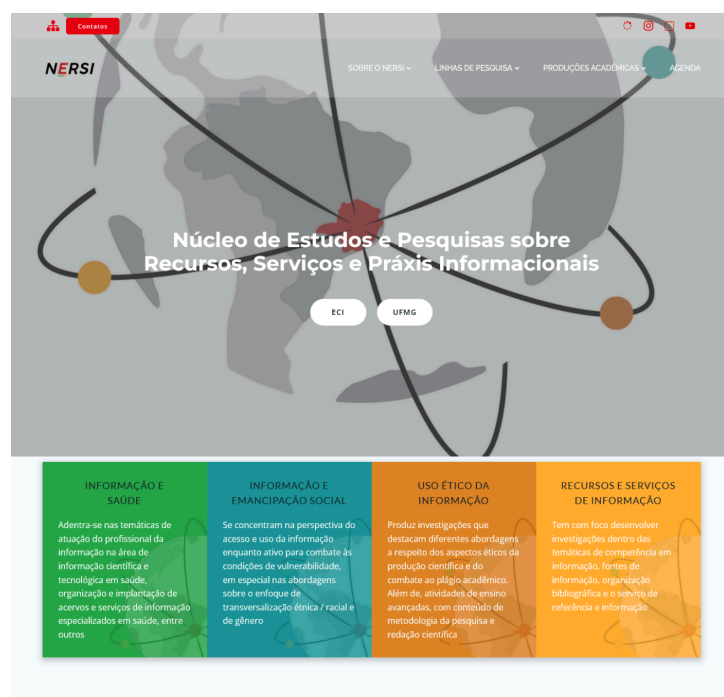 Contatos
NERSI
SOBRE O NERSI
LINHAS DE PESQUISA
PRODUÇÕES ACADÊMICAS
AGENDA
Núcleo de Estudos e Pesquisas sobre
Recursos, Serviços e Práxis Informacionais
ECI
UFMG
INFORMAÇÃO E
SAÚDE
Adentra-se nas temáticas de
atuação do profissional da
informação na área de
informação científica e
tecnológica em saúde,
organização e implantação de
acervos e serviços de informação
especializados em saúde, entre
outros
INFORMAÇÃO E
EMANCIPAÇÃO SOCIAL
Se concentram na perspectiva do
acesso e uso da informação
enquanto ativo para combate às
condições de vulnerabilidade,
em especial nas abordagens
sobre o enfoque de
transversalização étnica / racial e
de gênero
USO ÉTICO DA
INFORMAÇÃO
Produz investigações que
destacam diferentes abordagens
a respeito dos aspectos éticos da
produção científica e do
combate ao plágio acadêmico.
Além de, atividades de ensino
avançadas, com conteúdo de
metodologia da pesquisa e
redação científica
RECURSOS E SERVIÇOS
DE INFORMAÇÃO
Tem com foco desenvolver
investigações dentro das
temáticas de competência em
informação, fontes de
informação, organização
bibliográfica e o serviço de
referência e informação